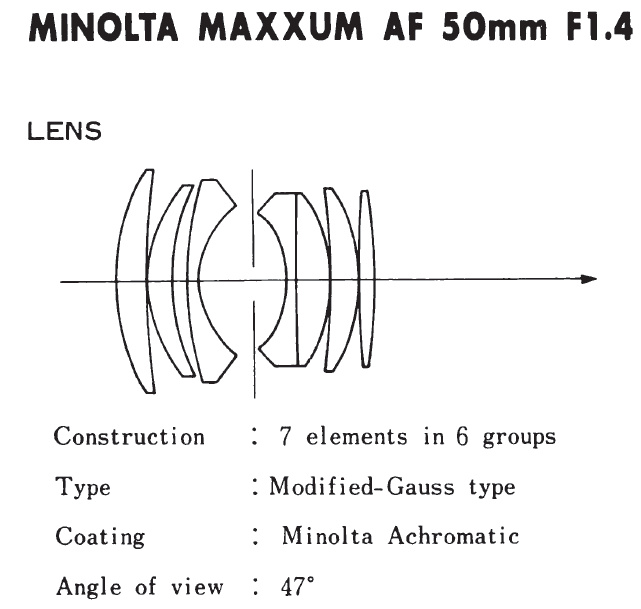 MINOLTA MAXXUM AF 50mm F1.4
LENS
Construction : 7 elements in 6 groups
Type : Modified-Gauss type
Coating : Minolta Achromatic
Angle of view : 47°